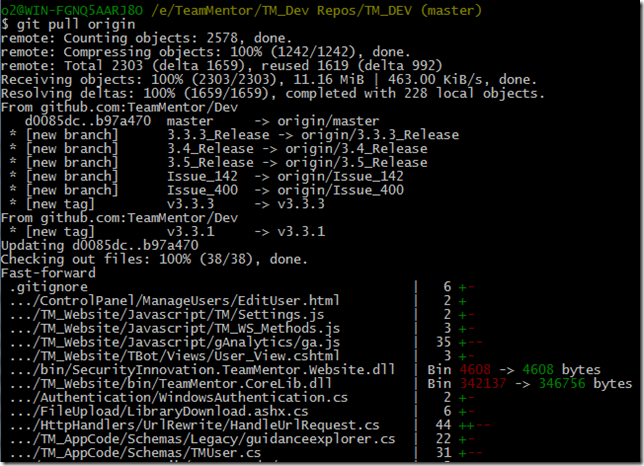 o2@WIN-FGNQ5AARJ8O /e/TeamMentor/TM_Dev Repos/TM_DEV (master)
$ git pull origin
remote: Counting objects: 2578, done.
remote: Compressing objects: 100% (1242/1242), done.
remote: Total 2303 (delta 1659), reused 1619 (delta 992)
Receiving objects: 100% (2303/2303), 11.16 MiB | 463.00 KiB/s, done.
Resolving deltas: 100% (1659/1659), completed with 228 local objects.
From github.com:TeamMentor/Dev
   d0085dc..b97a470  master     -> origin/master
 * [new branch]      3.3.3_Release -> origin/3.3.3_Release
 * [new branch]      3.4_Release -> origin/3.4_Release
 * [new branch]      3.5_Release -> origin/3.5_Release
 * [new branch]      Issue_142  -> origin/Issue_142
 * [new branch]      Issue_400  -> origin/Issue_400
 * [new tag]         v3.3.3     -> v3.3.3
From github.com:TeamMentor/Dev
 * [new tag]         v3.3.1     -> v3.3.1
Updating d0085dc..b97a470
Checking out files: 100% (38/38), done.
Fast-forward
 .gitignore                                         |   6 +-
 .../ControlPanel/ManageUsers/EditUser.html         |   2 +
 .../TM_Website/Javascript/TM/Settings.js           |   2 +-
 .../TM_Website/Javascript/TM_WS_Methods.js         |   3 +-
 .../TM_Website/Javascript/gAnalytics/ga.js         |  35 +--
 .../TM_Website/TBot/Views/User_View.cshtml         |   3 +-
 .../bin/SecurityInnovation.TeamMentor.Website.dll  | Bin 4608 -> 4608 bytes
 .../TM_Website/bin/TeamMentor.CoreLib.dll          | Bin 342137 -> 346756 bytes
 .../Authentication/WindowsAuthentication.cs        |   2 +-
 .../FileUpload/LibraryDownload.ashx.cs             |   6 +-
 .../HttpHandlers/UrlRewrite/HandleUrlRequest.cs    |  44 ++--
 .../TM_AppCode/Schemas/Legacy/guidanceexplorer.cs  |  22 +-
 .../TM_AppCode/Schemas/TMUser.cs                   |  31 +--